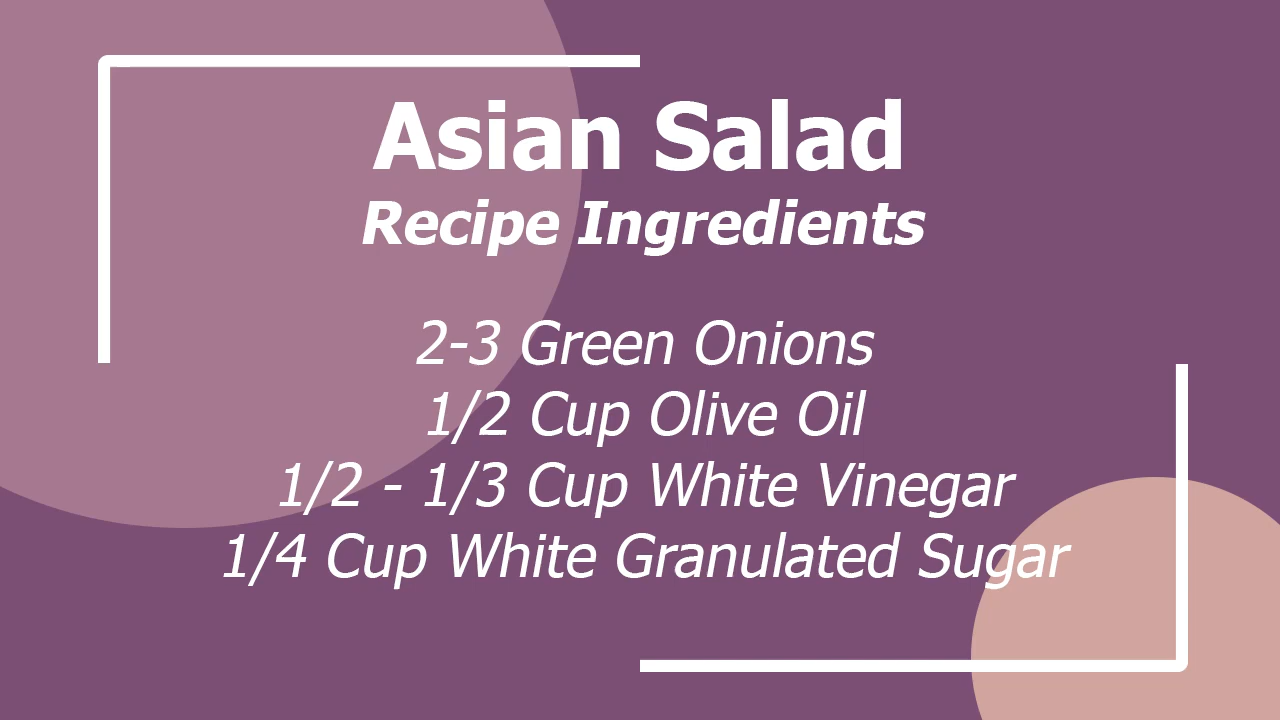 Asian Salad
Recipe Ingredients
2-3 Green Onions
1/2 Cup Olive Oil
1/2 - 1/3 Cup White Vinegar
1/4 Cup White Granulated Sugar